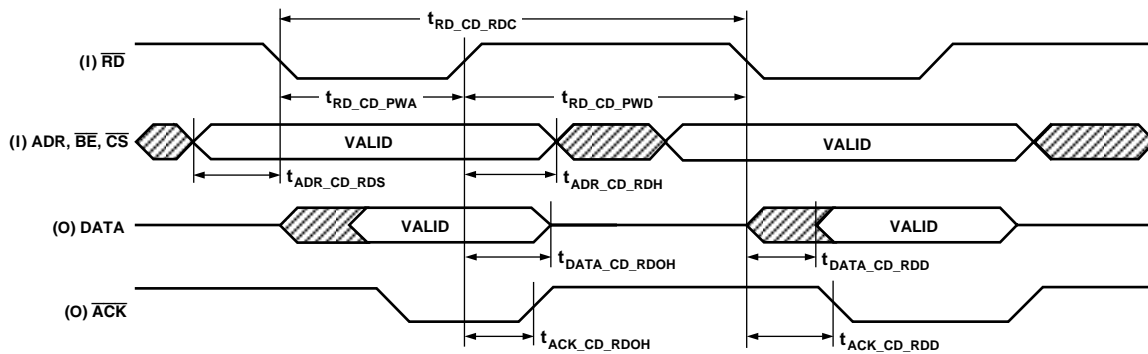 tRD_CD_RDC
(I) RD
tRD_CD_PWA tRD_CD_PWD
(I) ADR, BE, CS VALID VALID
tADR_CD_RDS tADR_CD_RDH
(O) DATA VALID VALID
tDATA_CD_RDOH tDATA_CD_RDD
(O) ACK
tACK_CD_RDOH tACK_CD_RDD